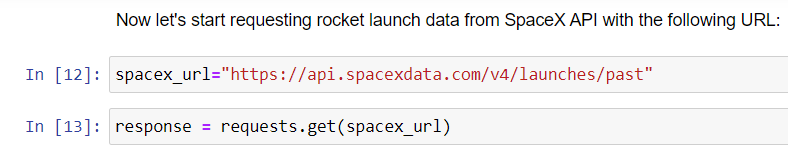 Now let's start requesting rocket launch data from SpaceX API with the following URL:
In [12]: spacex_url="https://api.spacexdata.com/v4/launches/past"
In [13]: response = requests.get(spacex_url)